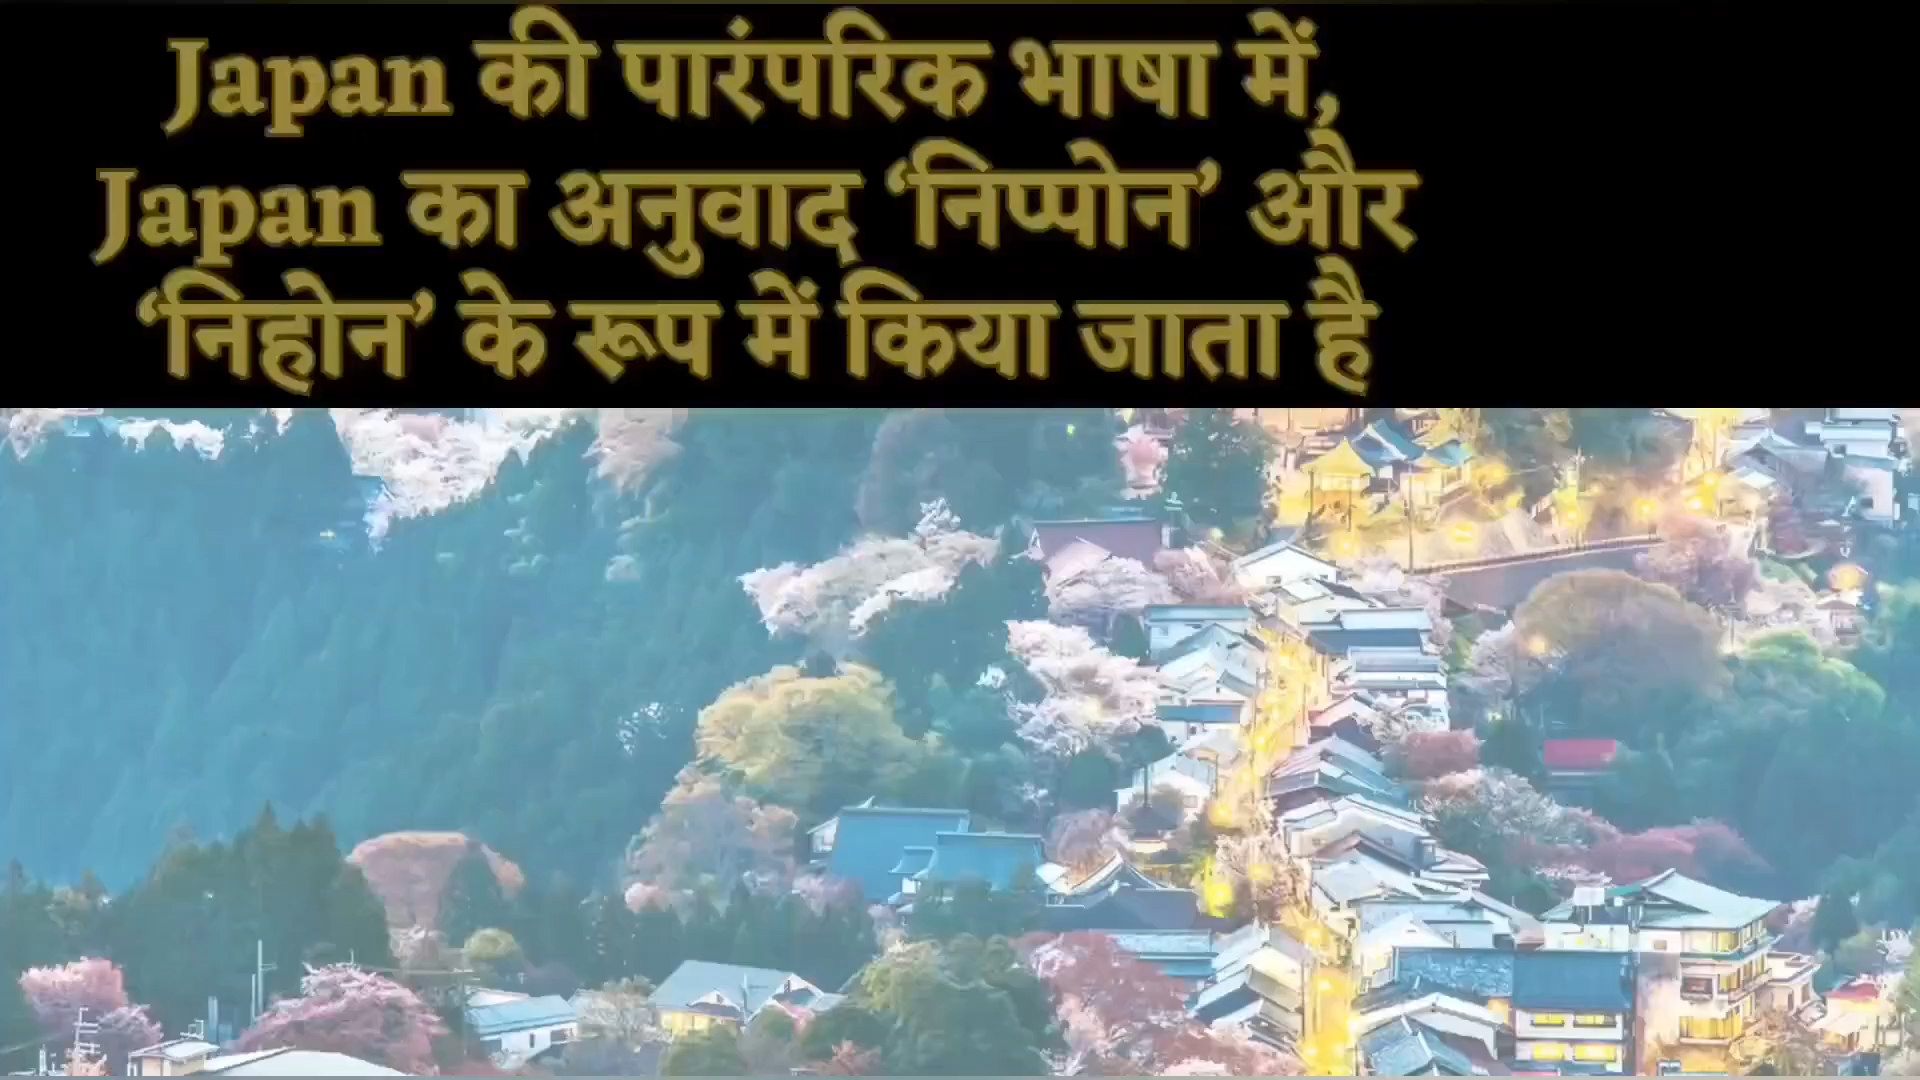 Japan की पारंपरिक भाषा में,
Japan का अनुवाद ‘निप्पोन’ और
‘निहोन’ के रूप में किया जाता है